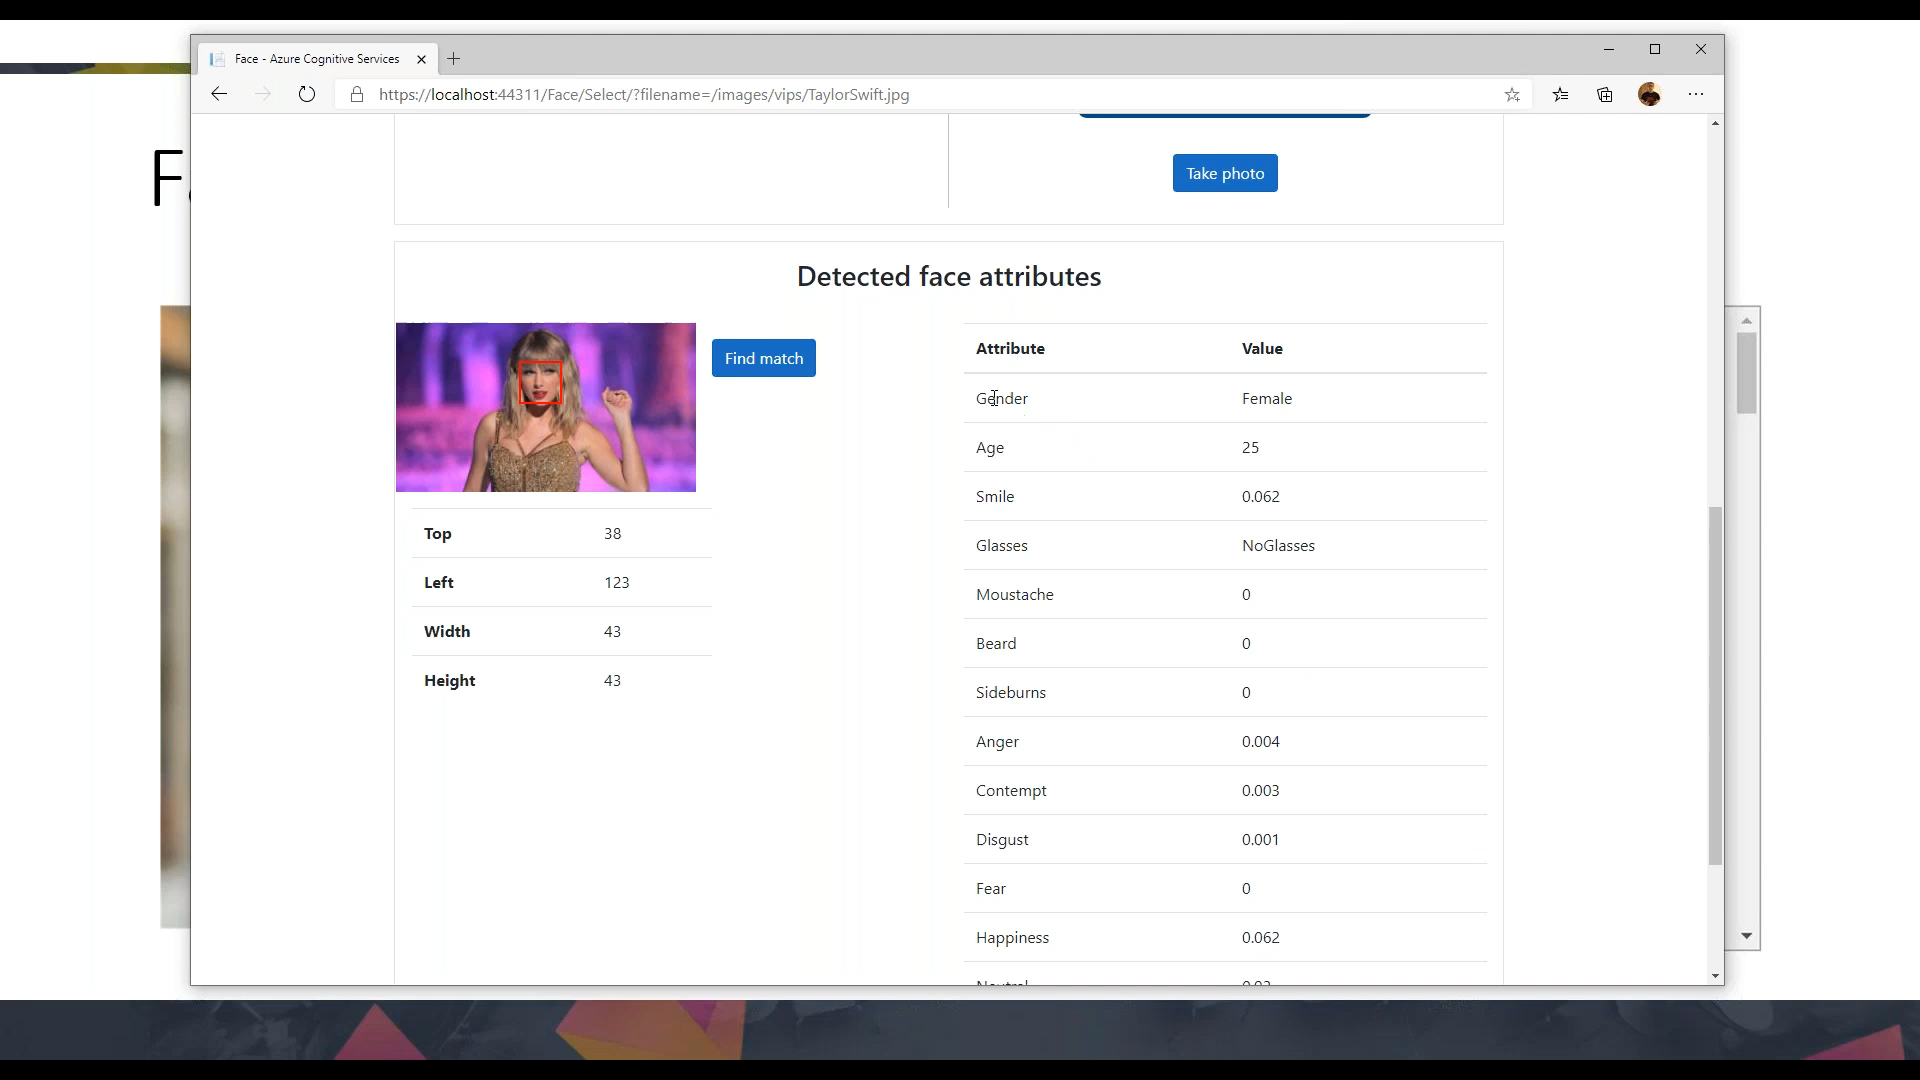 Face - Azure Cognitive Services
https://localhost:44311/Face/Select/?filename=/images/vips/TaylorSwift.jpg
Take photo
Detected face attributes
Find match
Attribute Value
Gender Female
Age 25
Smile 0.062
Glasses NoGlasses
Moustache 0
Beard 0
Sideburns 0
Anger 0.004
Contempt 0.003
Disgust 0.001
Fear 0
Happiness 0.062
Top 38
Left 123
Width 43
Height 43